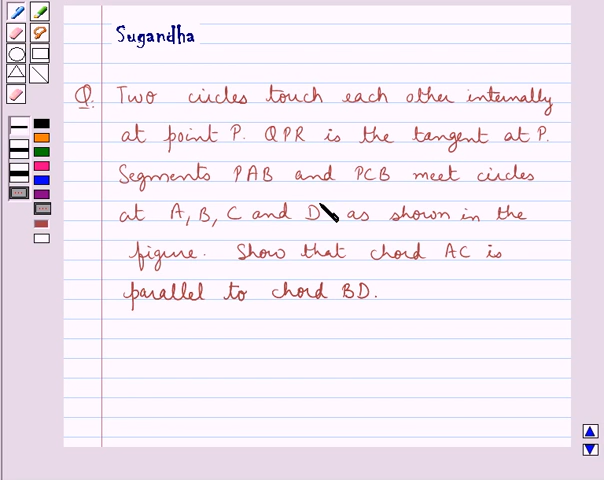 Sugandha
Q. Two circles touch each other internally
at point P. QPR is the tangent at P.
Segments PAB and PCB meet circles
at A, B, C and D as shown in the
figure. Show that chord AC is
parallel to chord BD.